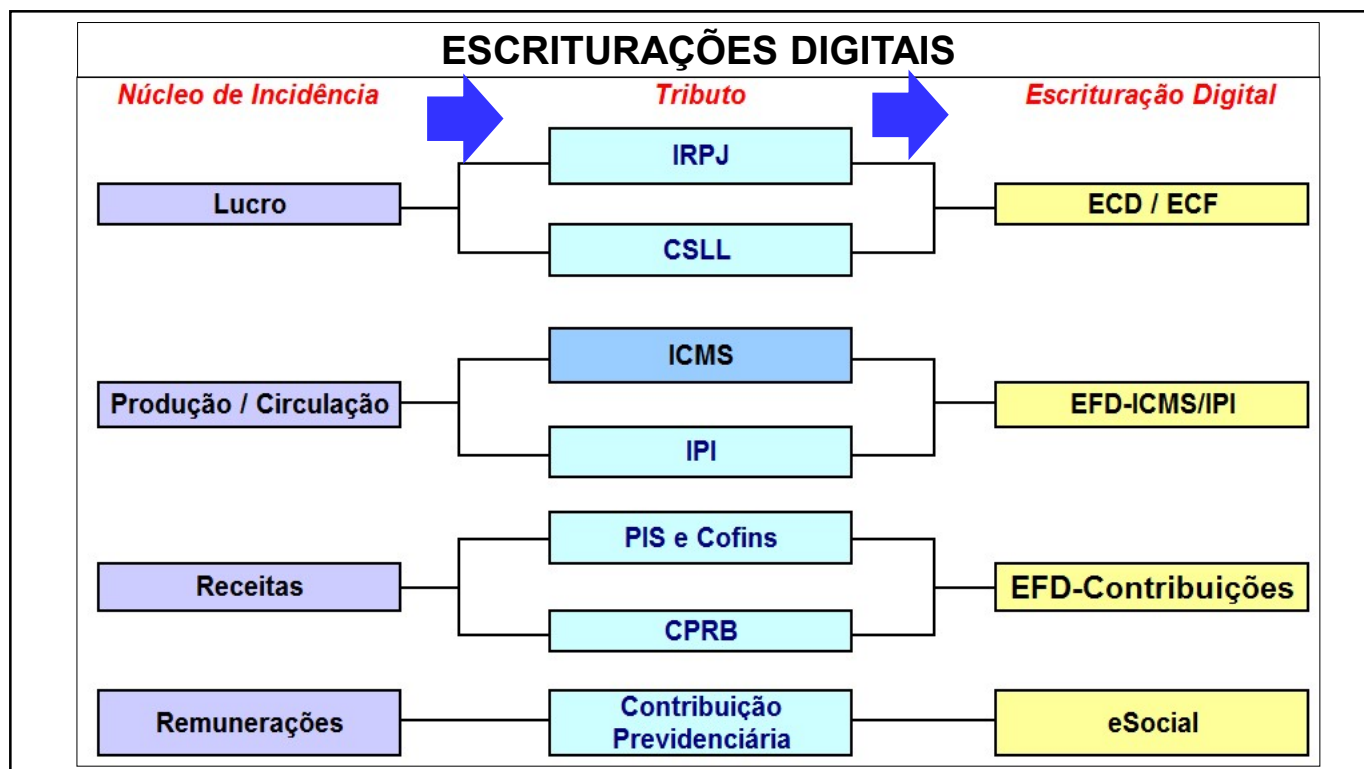 ESCRITURAÇÕES DIGITAIS
Núcleo de Incidência
Tributo
Escrituração Digital
Lucro
IRPJ
CSLL
ECD / ECF
Produção / Circulação
ICMS
IPI
EFD-ICMS/IPI
Receitas
PIS e Cofins
CPRB
EFD-Contribuições
Remunerações
Contribuição
Previdenciária
eSocial